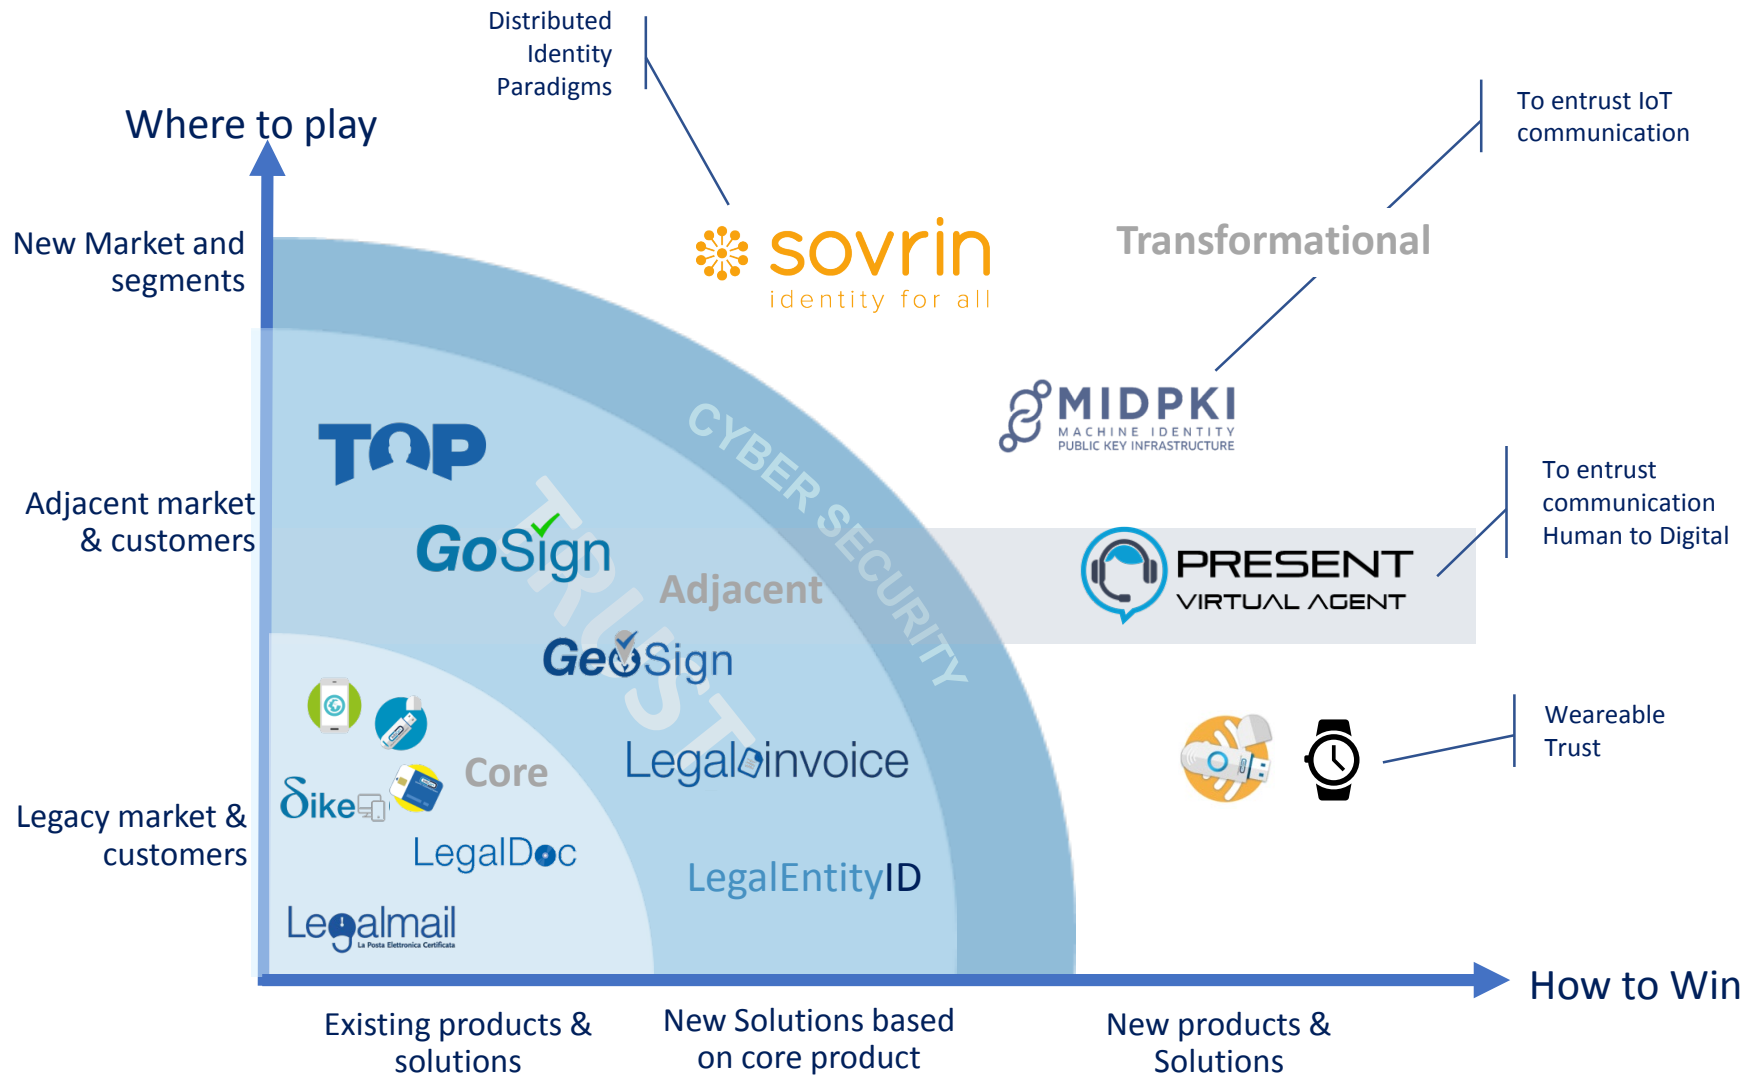 Distributed
Identity
Paradigms
To entrust IoT
communication
Where to play
sovrin
identity for all
Transformational
New Market and
segments
MIDPKI
MACHINE IDENTITY
PUBLIC KEY INFRASTRUCTURE
CYBER SECURITY
TOP
To entrust
communication
Human to Digital
Adjacent market
& customers
TRUST
GoSign
PRESENT
VIRTUAL AGENT
Adjacent
GeoSign
Weareable
Trust
Legalinvoice
Core
δike
Legacy market &
customers
LegalDoc
LegalEntityID
Legalmail
La Posta Elettronica Certificata
How to Win
Existing products &
solutions
New Solutions based
on core product
New products &
Solutions